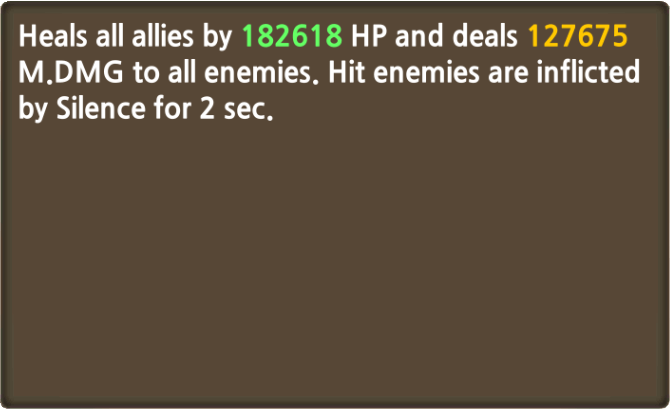 Heals all allies by 182618 HP and deals 127675
M.DMG to all enemies. Hit enemies are inflicted
by Silence for 2 sec.